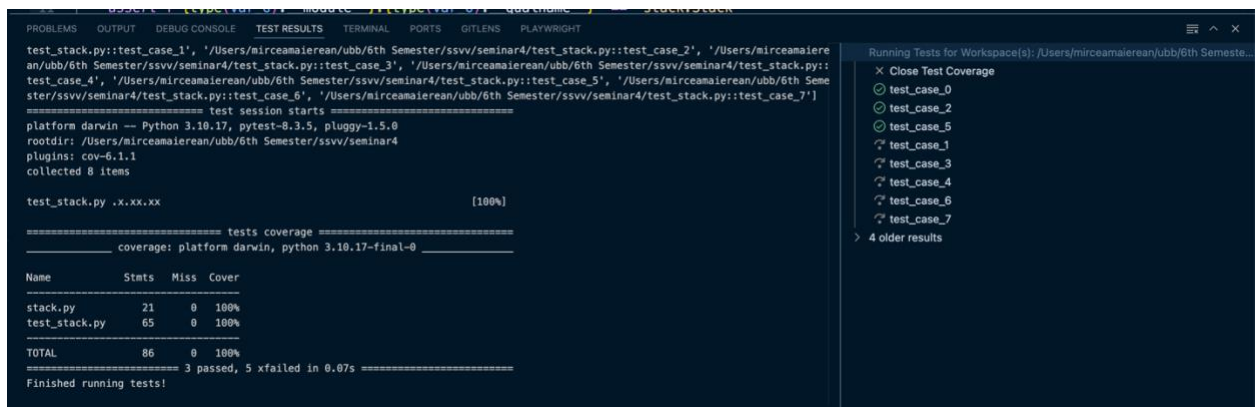 PROBLEMS OUTPUT DEBUG CONSOLE TEST RESULTS TERMINAL PORTS GITLENS PLAYWRIGHT
test_stack.py::test_case_1', '/Users/mirceamaierean/ubb/6th Semester/ssvv/seminar4/test_stack.py::test_case_2', '/Users/mirceamaiere
an/ubb/6th Semester/ssvv/seminar4/test_stack.py::test_case_3', '/Users/mirceamaierean/ubb/6th Semester/ssvv/seminar4/test_stack.py::
test_case_4', '/Users/mirceamaierean/ubb/6th Semester/ssvv/seminar4/test_stack.py::test_case_5', '/Users/mirceamaierean/ubb/6th Seme
ster/ssvv/seminar4/test_stack.py::test_case_6', '/Users/mirceamaierean/ubb/6th Semester/ssvv/seminar4/test_stack.py::test_case_7']
============================= test session starts ==============================
platform darwin -- Python 3.10.17, pytest-8.3.5, pluggy-1.5.0
rootdir: /Users/mirceamaierean/ubb/6th Semester/ssvv/seminar4
plugins: cov-6.1.1
collected 8 items
test_stack.py .x.xx.xx [100%]
================================ tests coverage ================================
_______________ coverage: platform darwin, python 3.10.17-final-0 _______________
Name Stmts Miss Cover
-----------------------------------
stack.py 21 0 100%
test_stack.py 65 0 100%
-----------------------------------
TOTAL 86 0 100%
========================= 3 passed, 5 xfailed in 0.07s =========================
Finished running tests!
Running Tests for Workspace(s): /Users/mirceamaierean/ubb/6th Semeste...
× Close Test Coverage
test_case_0
test_case_2
test_case_5
test_case_1
test_case_3
test_case_4
test_case_6
test_case_7
> 4 older results